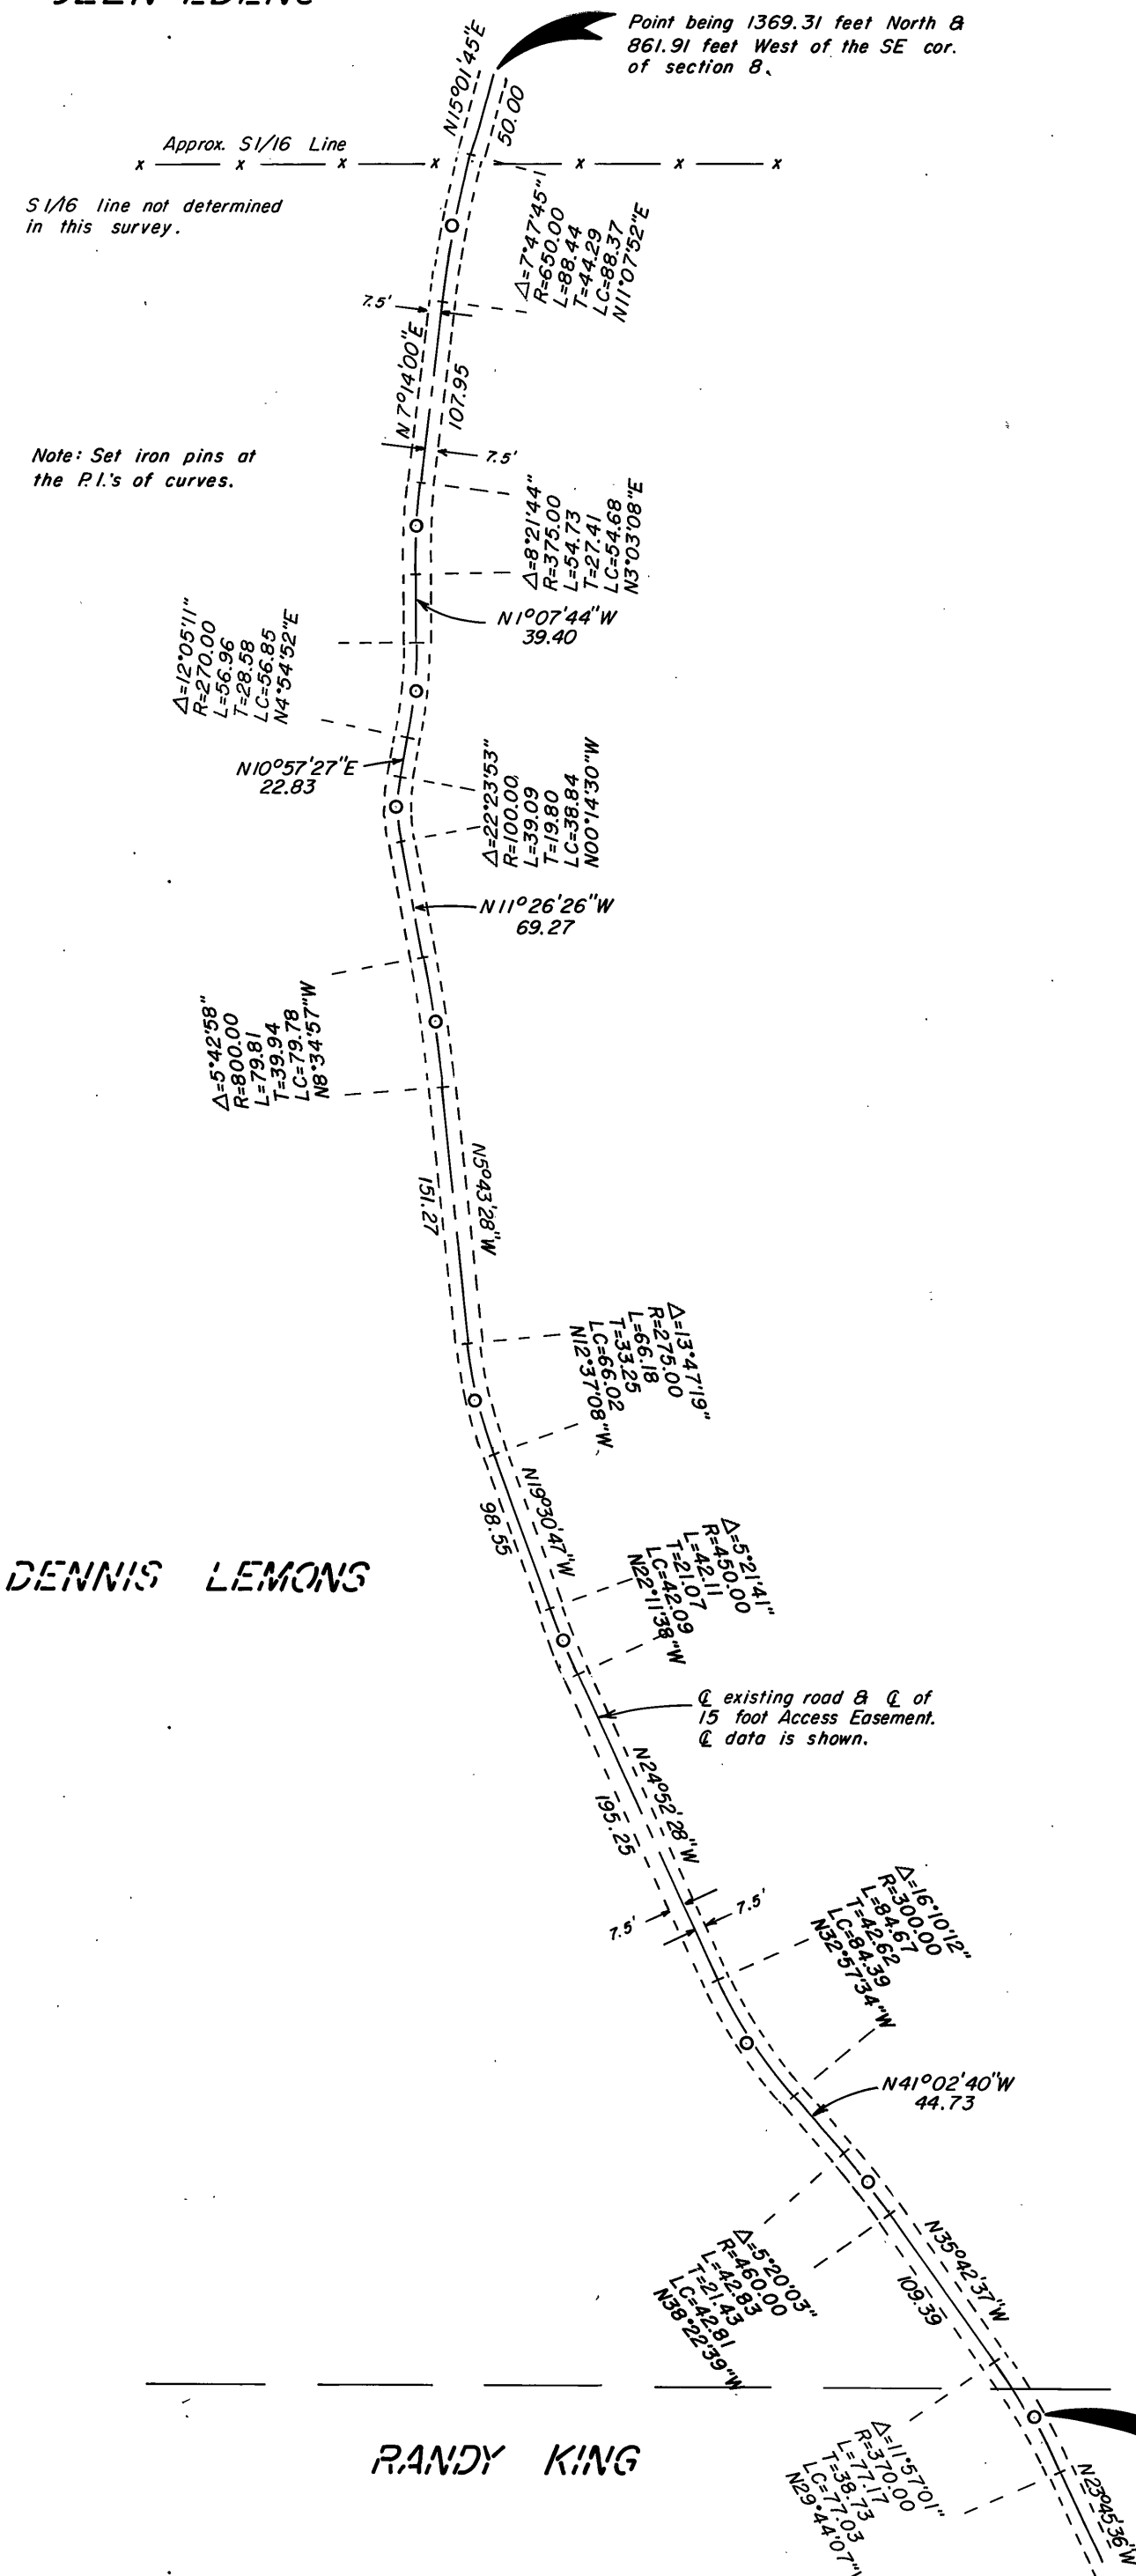 Point being 1369.31 feet North &
861.91 feet West of the SE cor.
of section 8.
N15°01'45"E
50.00
Approx. S1/16 Line
S 1/16 line not determined
in this survey.
Δ=7°47'45"
R=650.00
L=88.44
T=44.29
LC=88.37
N11°07'52"E
7.5'
N7°14'00"E
107.95
7.5'
Note: Set iron pins at
the P.I.'s of curves.
Δ=8°21'44"
R=375.00
L=54.73
T=27.41
LC=54.68
N3°03'08"E
N1°07'44"W
39.40
Δ=12°05'11"
R=270.00
L=56.96
T=28.58
LC=56.85
N4°54'52"E
N10°57'27"E
22.83
Δ=22°23'53"
R=100.00
L=39.09
T=19.80
LC=38.84
N00°14'30"W
N11°26'26"W
69.27
Δ=5°42'58"
R=800.00
L=79.81
T=39.94
LC=79.78
N8°34'57"W
N5°43'28"W
151.27
Δ=13°47'19"
R=275.00
L=66.18
T=33.25
LC=66.02
N12°37'08"W
N19°30'47"W
98.55
DENNIS LEMONS
Δ=5°21'41"
R=450.00
L=42.11
T=21.07
LC=42.09
N22°11'38"W
℄ existing road & ℄ of
15 foot Access Easement.
℄ data is shown.
N24°52'28"W
195.25
7.5'
7.5'
Δ=16°10'12"
R=300.00
L=84.67
T=42.62
LC=84.39
N32°57'34"W
N41°02'40"W
44.73
Δ=5°20'03"
R=460.00
L=42.83
T=21.43
LC=42.81
N38°22'39"W
N35°42'37"W
109.39
RANDY KING
Δ=11°57'01"
R=370.00
L=77.17
T=38.73
LC=77.03
N29°44'07"
N23°45'36"W